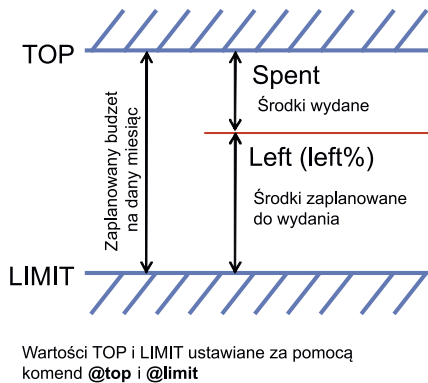 TOP
Spent
Środki wydane
Zaplanowany budzet
na dany miesiąc
Left (left%)
Środki zaplanowane
do wydania
LIMIT
Wartości TOP i LIMIT ustawiane za pomocą
komend @top i @limit